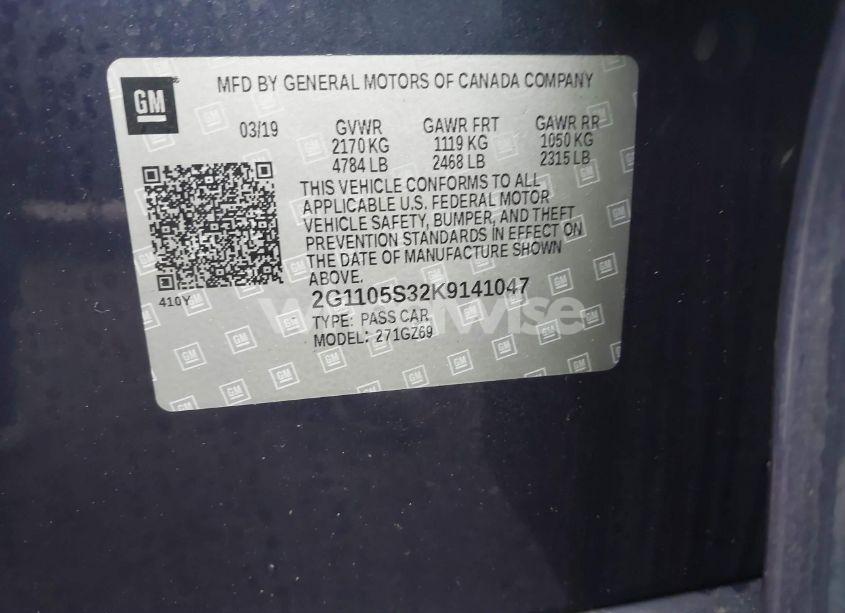 GM
MFD BY GENERAL MOTORS OF CANADA COMPANY
03/19 GVWR GAWR FRT GAWR RR
2170 KG 1119 KG 1050 KG
4784 LB 2468 LB 2315 LB
THIS VEHICLE CONFORMS TO ALL
APPLICABLE U.S. FEDERAL MOTOR
VEHICLE SAFETY, BUMPER, AND THEFT
PREVENTION STANDARDS IN EFFECT ON
THE DATE OF MANUFACTURE SHOWN
ABOVE.
410Y
2G1105S32K9141047
TYPE: PASS CAR
MODEL: 271GZ69